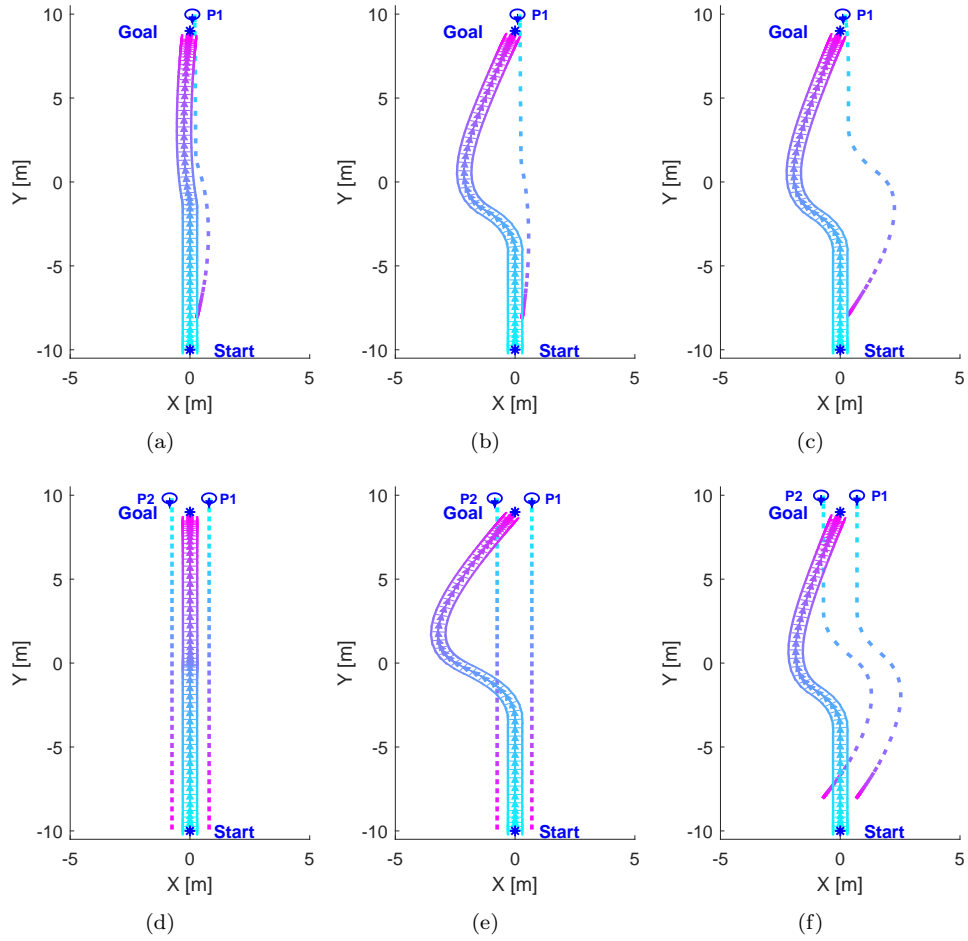 P1 P1 P1
10 10 10
Goal Goal Goal
5 5 5
Y [m] Y [m] Y [m]
0 0 0
-5 -5 -5
-10 Start -10 Start -10 Start
-5 0 5 -5 0 5 -5 0 5
X [m] X [m] X [m]
(a) (b) (c)
10 P2 P1 10 P2 P1 10 P2 P1
Goal Goal Goal
5 5 5
Y [m] Y [m] Y [m]
0 0 0
-5 -5 -5
-10 Start -10 Start -10 Start
-5 0 5 -5 0 5 -5 0 5
X [m] X [m] X [m]
(d) (e) (f)